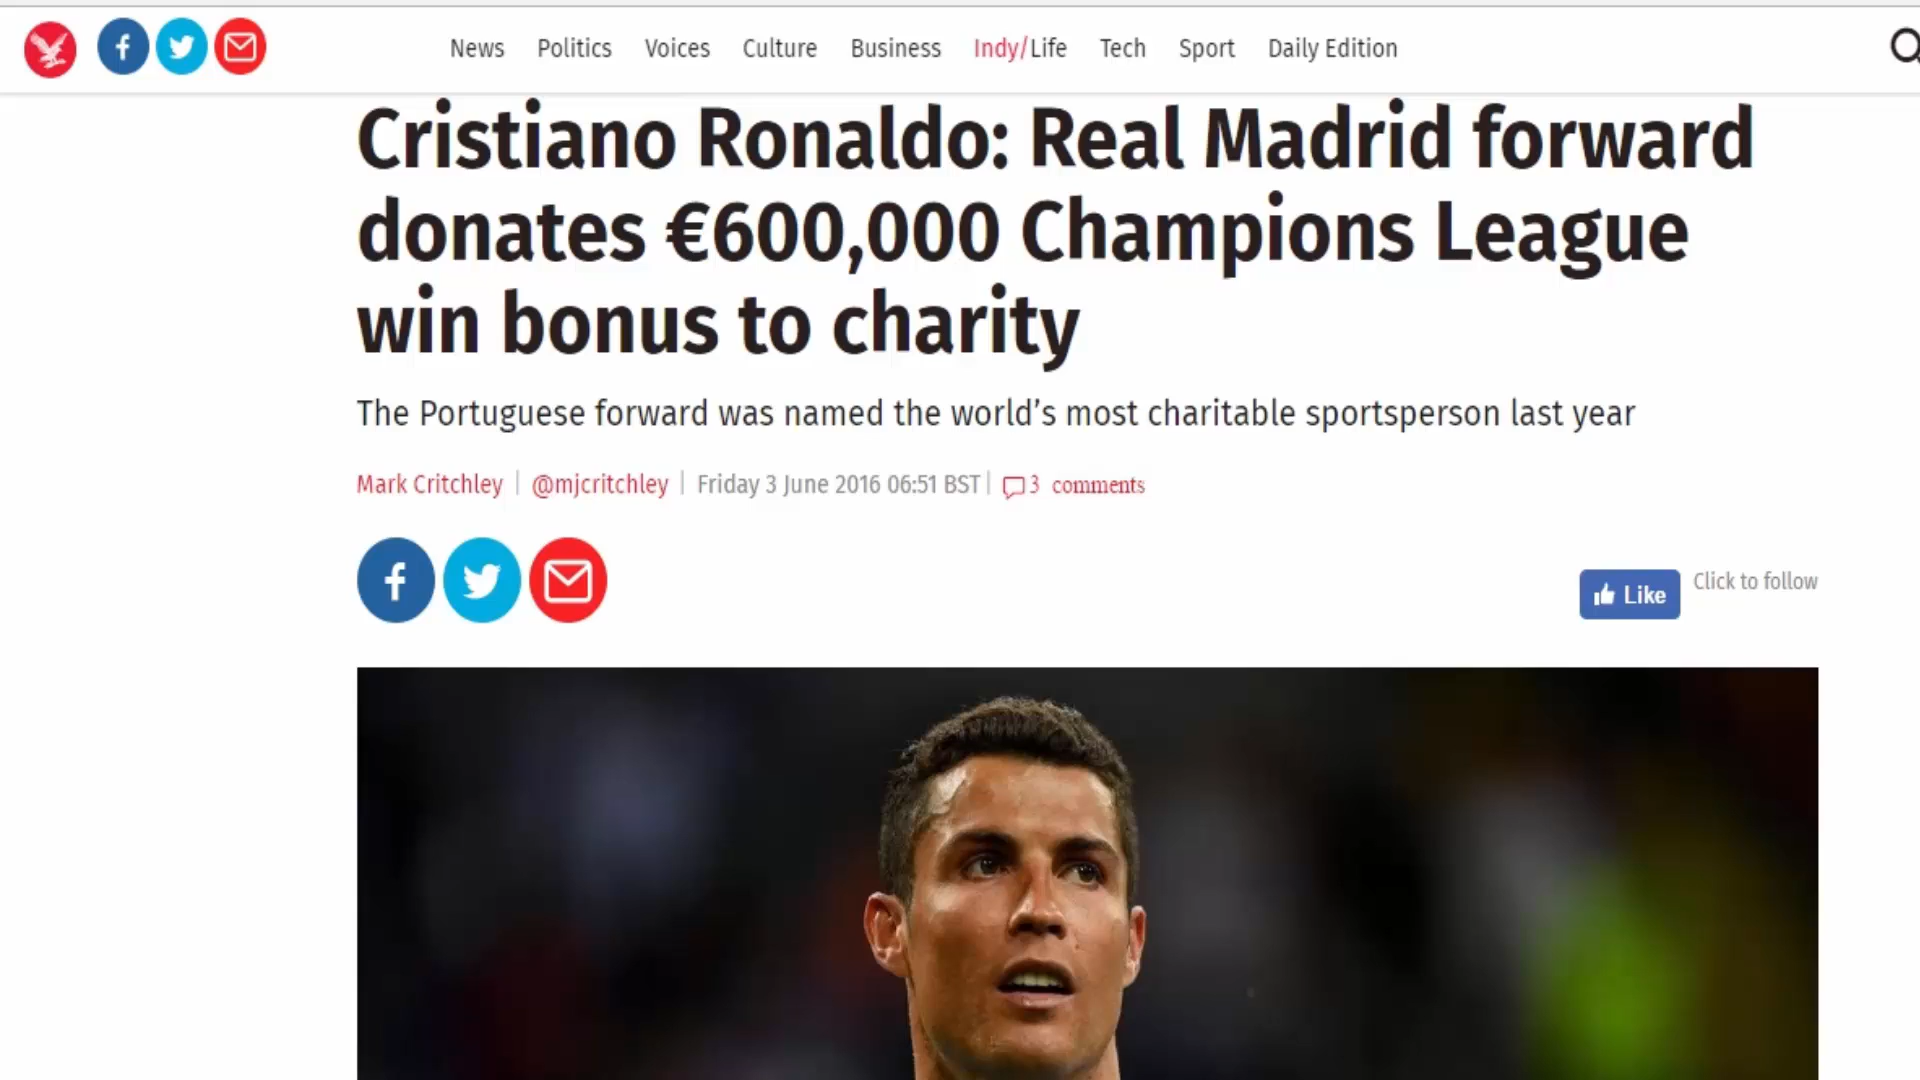 News Politics Voices Culture Business Indy/Life Tech Sport Daily Edition
Cristiano Ronaldo: Real Madrid forward
donates €600,000 Champions League
win bonus to charity
The Portuguese forward was named the world’s most charitable sportsperson last year
Mark Critchley | @mjcritchley | Friday 3 June 2016 06:51 BST | 3 comments
Like Click to follow